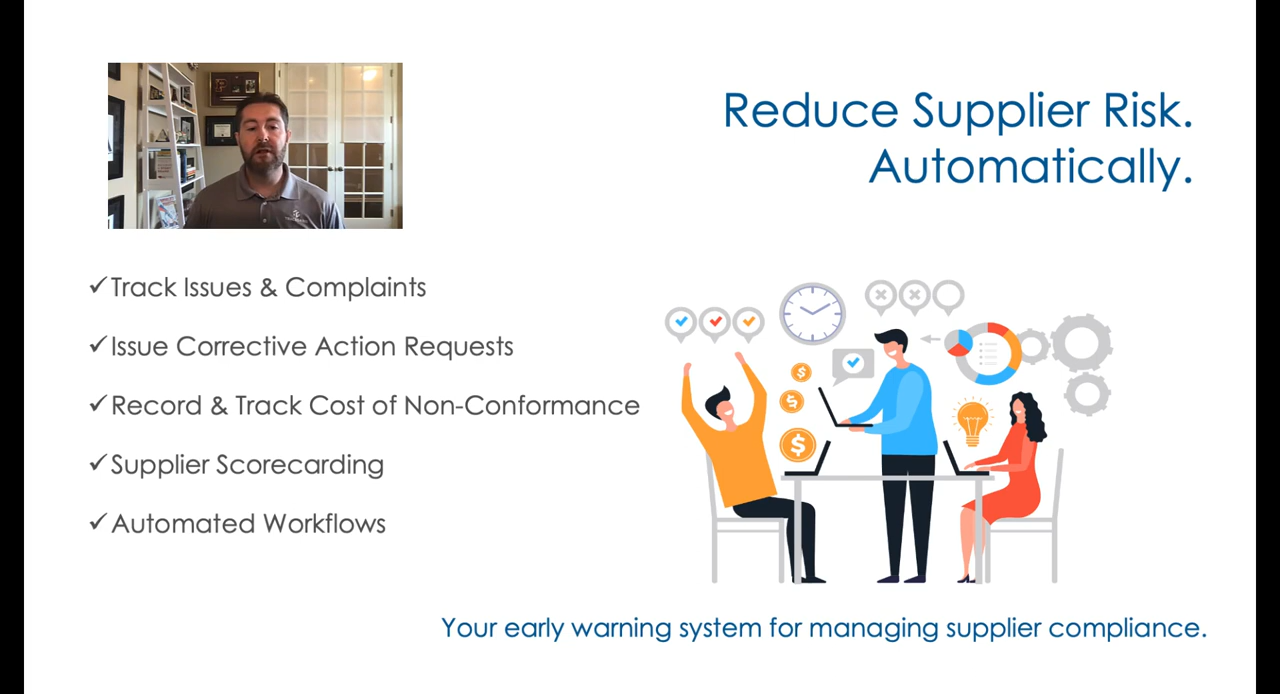 Reduce Supplier Risk.
Automatically.
✓Track Issues & Complaints
✓Issue Corrective Action Requests
✓Record & Track Cost of Non-Conformance
✓Supplier Scorecarding
✓Automated Workflows
$
$
$
Your early warning system for managing supplier compliance.